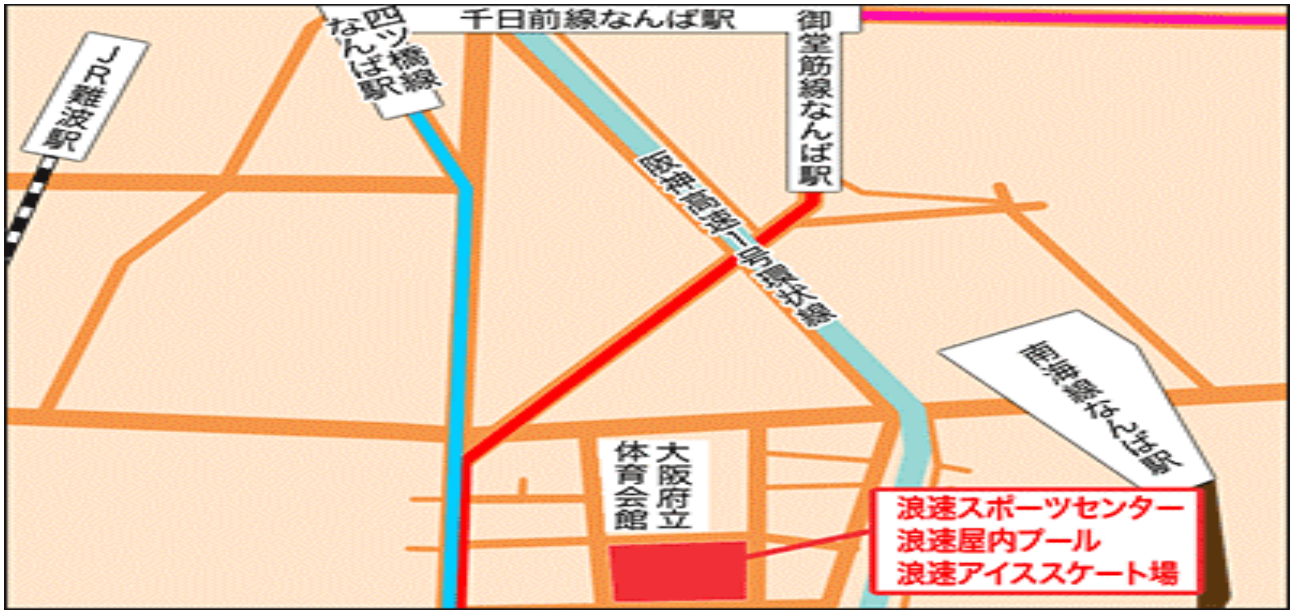 千日前線なんば駅
四ツ橋線
なんば駅
御堂筋線なんば駅
JR難波駅
阪神高速一号環状線
南海線なんば駅
大阪府立
体育会館
浪速スポーツセンター
浪速屋内プール
浪速アイススケート場